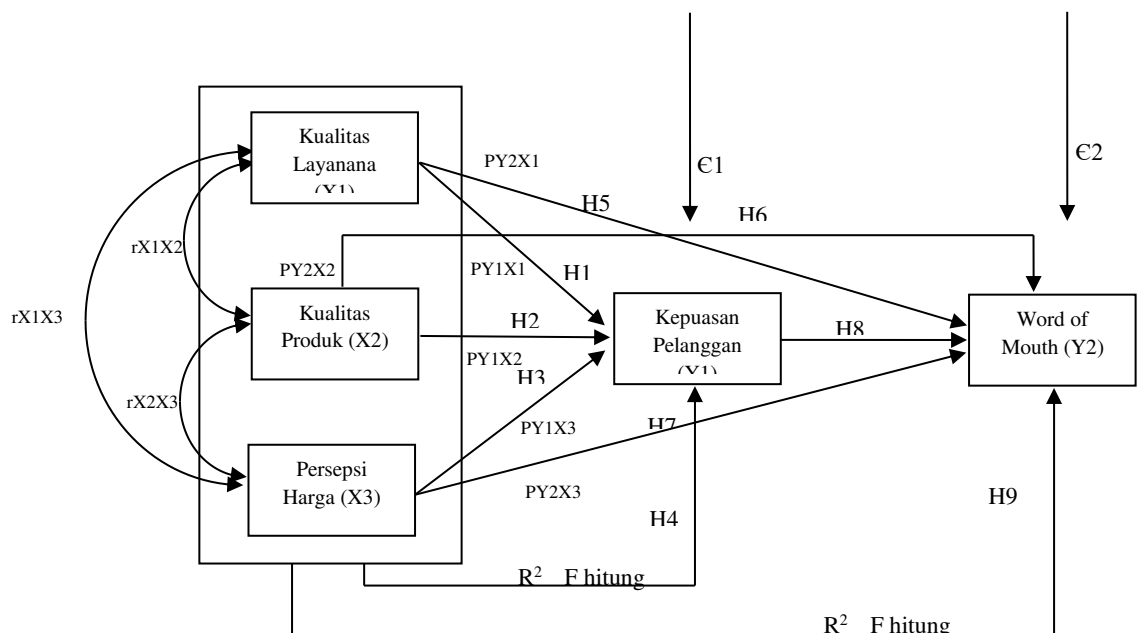 Kualitas
Layanana
(X1)
PY2X1
Є1
Є2
H5
H6
rX1X2
PY2X2
PY1X1
H1
rX1X3
Kualitas
Produk (X2)
H2
Kepuasan
Pelanggan
(Y1)
H8
Word of
Mouth (Y2)
PY1X2
H3
rX2X3
PY1X3
H7
Persepsi
Harga (X3)
PY2X3
H4
H9
R² F hitung
R² F hitung